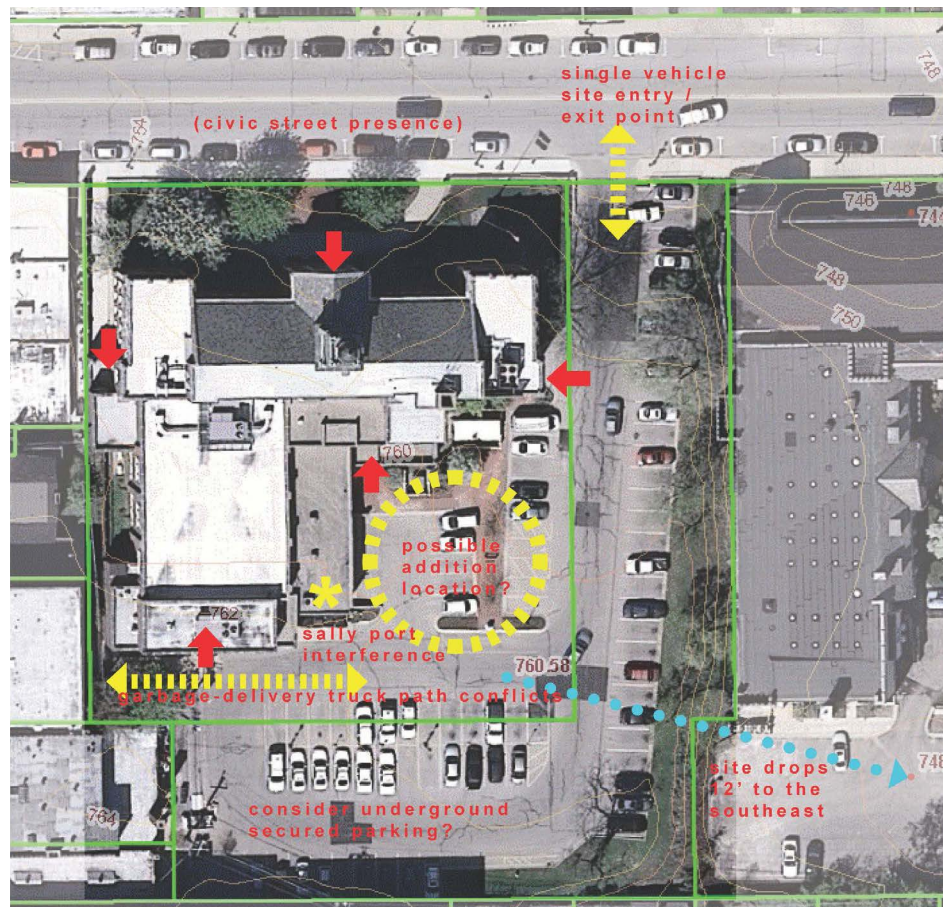 748
single vehicle
site entry /
exit point
764
(civic street presence)
748
746
748
750
760
possible
addition
location?
762
sally port
interference
760.58
garbage-delivery truck path conflicts
site drops
12' to the
southeast
748
consider underground
secured parking?
764